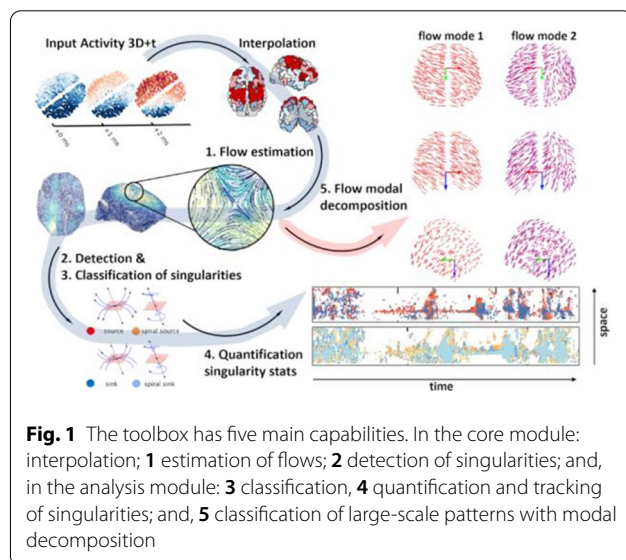 Input Activity 3D+t
Interpolation
flow mode 1
flow mode 2
+0 ms
+1 ms
+2 ms
1. Flow estimation
5. Flow modal
decomposition
2. Detection &
3. Classification of singularities
source
spiral source
sink
spiral sink
4. Quantification
singularity stats
space
time
Fig. 1 The toolbox has five main capabilities. In the core module:
interpolation; 1 estimation of flows; 2 detection of singularities; and,
in the analysis module: 3 classification, 4 quantification and tracking
of singularities; and, 5 classification of large-scale patterns with modal
decomposition